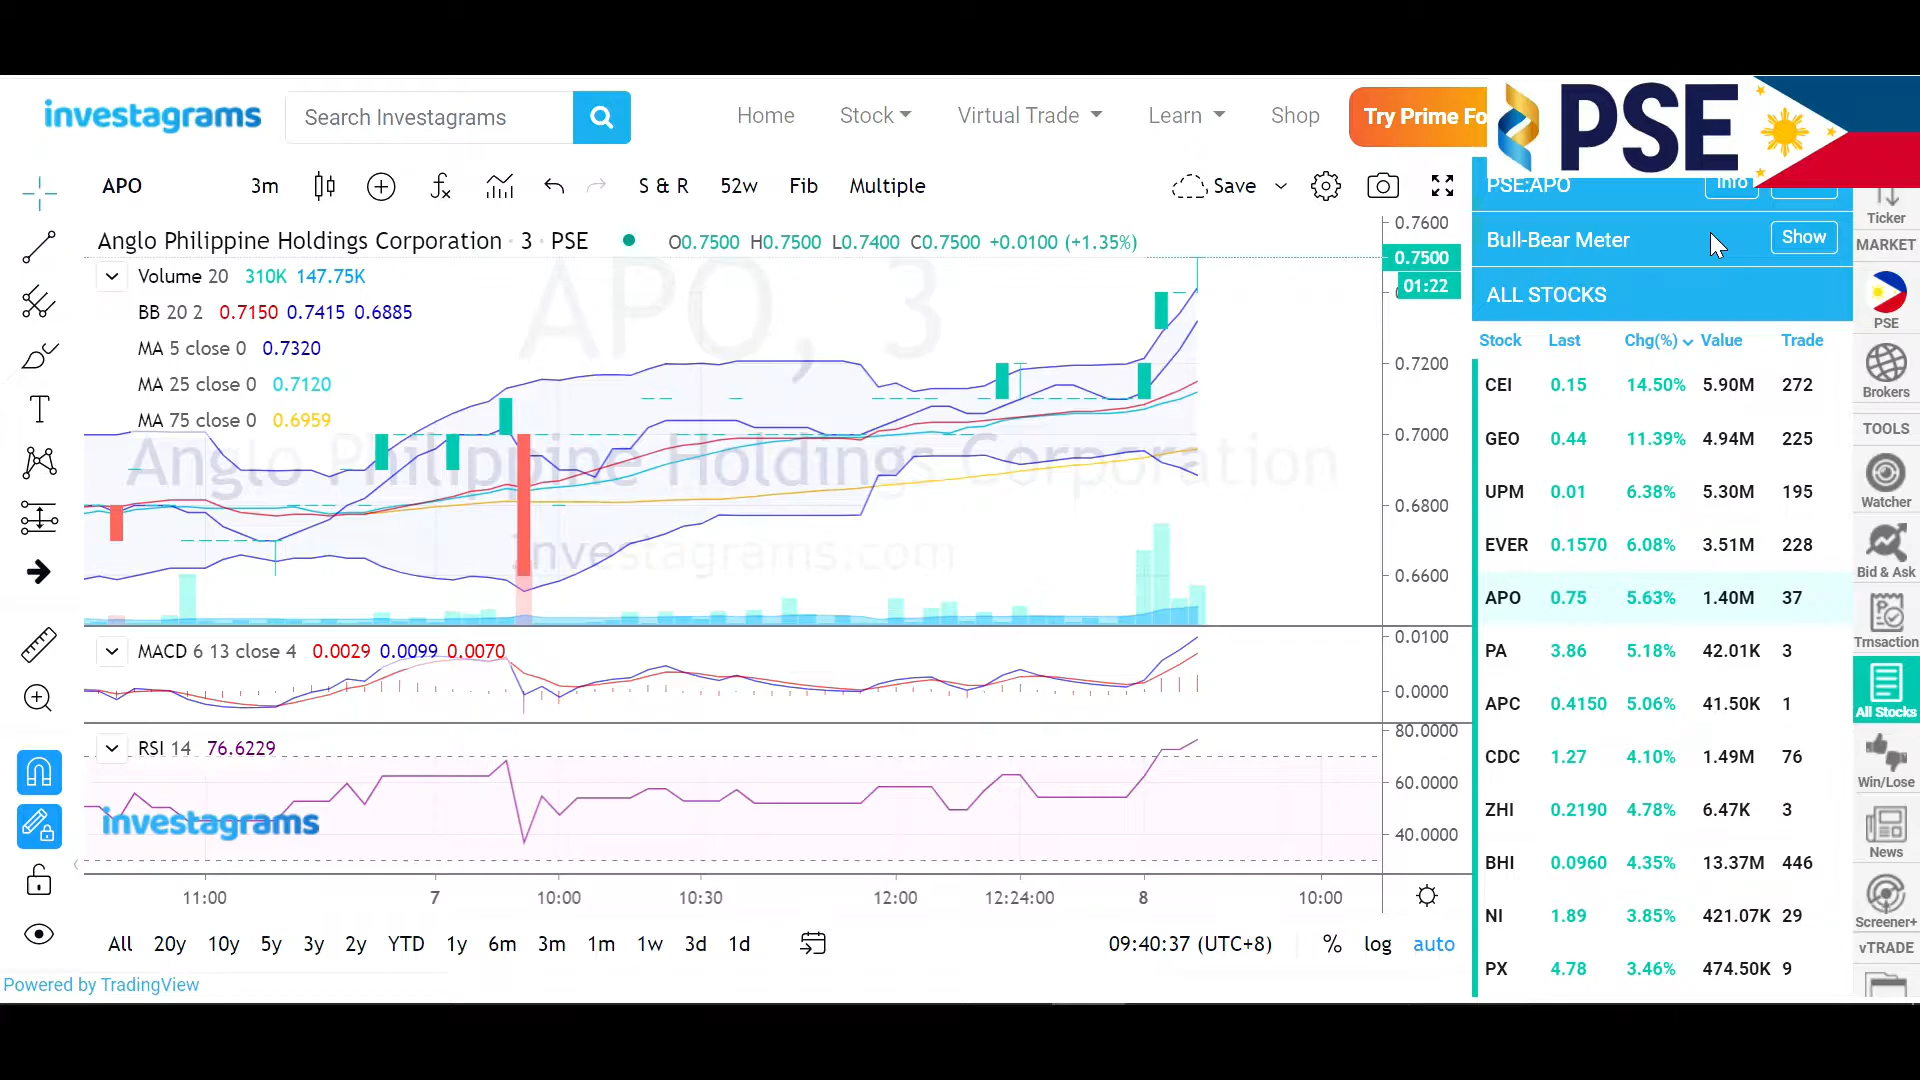 investagrams
Search Investagrams
Home
Stock
Virtual Trade
Learn
Shop
Try Prime Fo
PSE
APO
3m
S & R
52w
Fib
Multiple
Save
PSE:APO
Info
Ticker
Anglo Philippine Holdings Corporation · 3 · PSE
O0.7500 H0.7500 L0.7400 C0.7500 +0.0100 (+1.35%)
Volume 20 310K 147.75K
BB 20 2 0.7150 0.7415 0.6885
MA 5 close 0 0.7320
MA 25 close 0 0.7120
MA 75 close 0 0.6959
APO, 3
Anglo Philippine Holdings Corporation
investagrams.com
0.7600
0.7500
01:22
0.7200
0.7000
0.6800
0.6600
MACD 6 13 close 4 0.0029 0.0099 0.0070
0.0100
0.0000
RSI 14 76.6229
80.0000
60.0000
40.0000
investagrams
11:00
7
10:00
10:30
12:00
12:24:00
8
10:00
All 20y 10y 5y 3y 2y YTD 1y 6m 3m 1m 1w 3d 1d
09:40:37 (UTC+8)
% log auto
Powered by TradingView
Bull-Bear Meter
Show
ALL STOCKS
Stock Last Chg(%) Value Trade
CEI 0.15 14.50% 5.90M 272
GEO 0.44 11.39% 4.94M 225
UPM 0.01 6.38% 5.30M 195
EVER 0.1570 6.08% 3.51M 228
APO 0.75 5.63% 1.40M 37
PA 3.86 5.18% 42.01K 3
APC 0.4150 5.06% 41.50K 1
CDC 1.27 4.10% 1.49M 76
ZHI 0.2190 4.78% 6.47K 3
BHI 0.0960 4.35% 13.37M 446
NI 1.89 3.85% 421.07K 29
PX 4.78 3.46% 474.50K 9
MARKET
PSE
Brokers
TOOLS
Watcher
Bid & Ask
Trnsaction
All Stocks
Win/Lose
News
Screener+
vTRADE